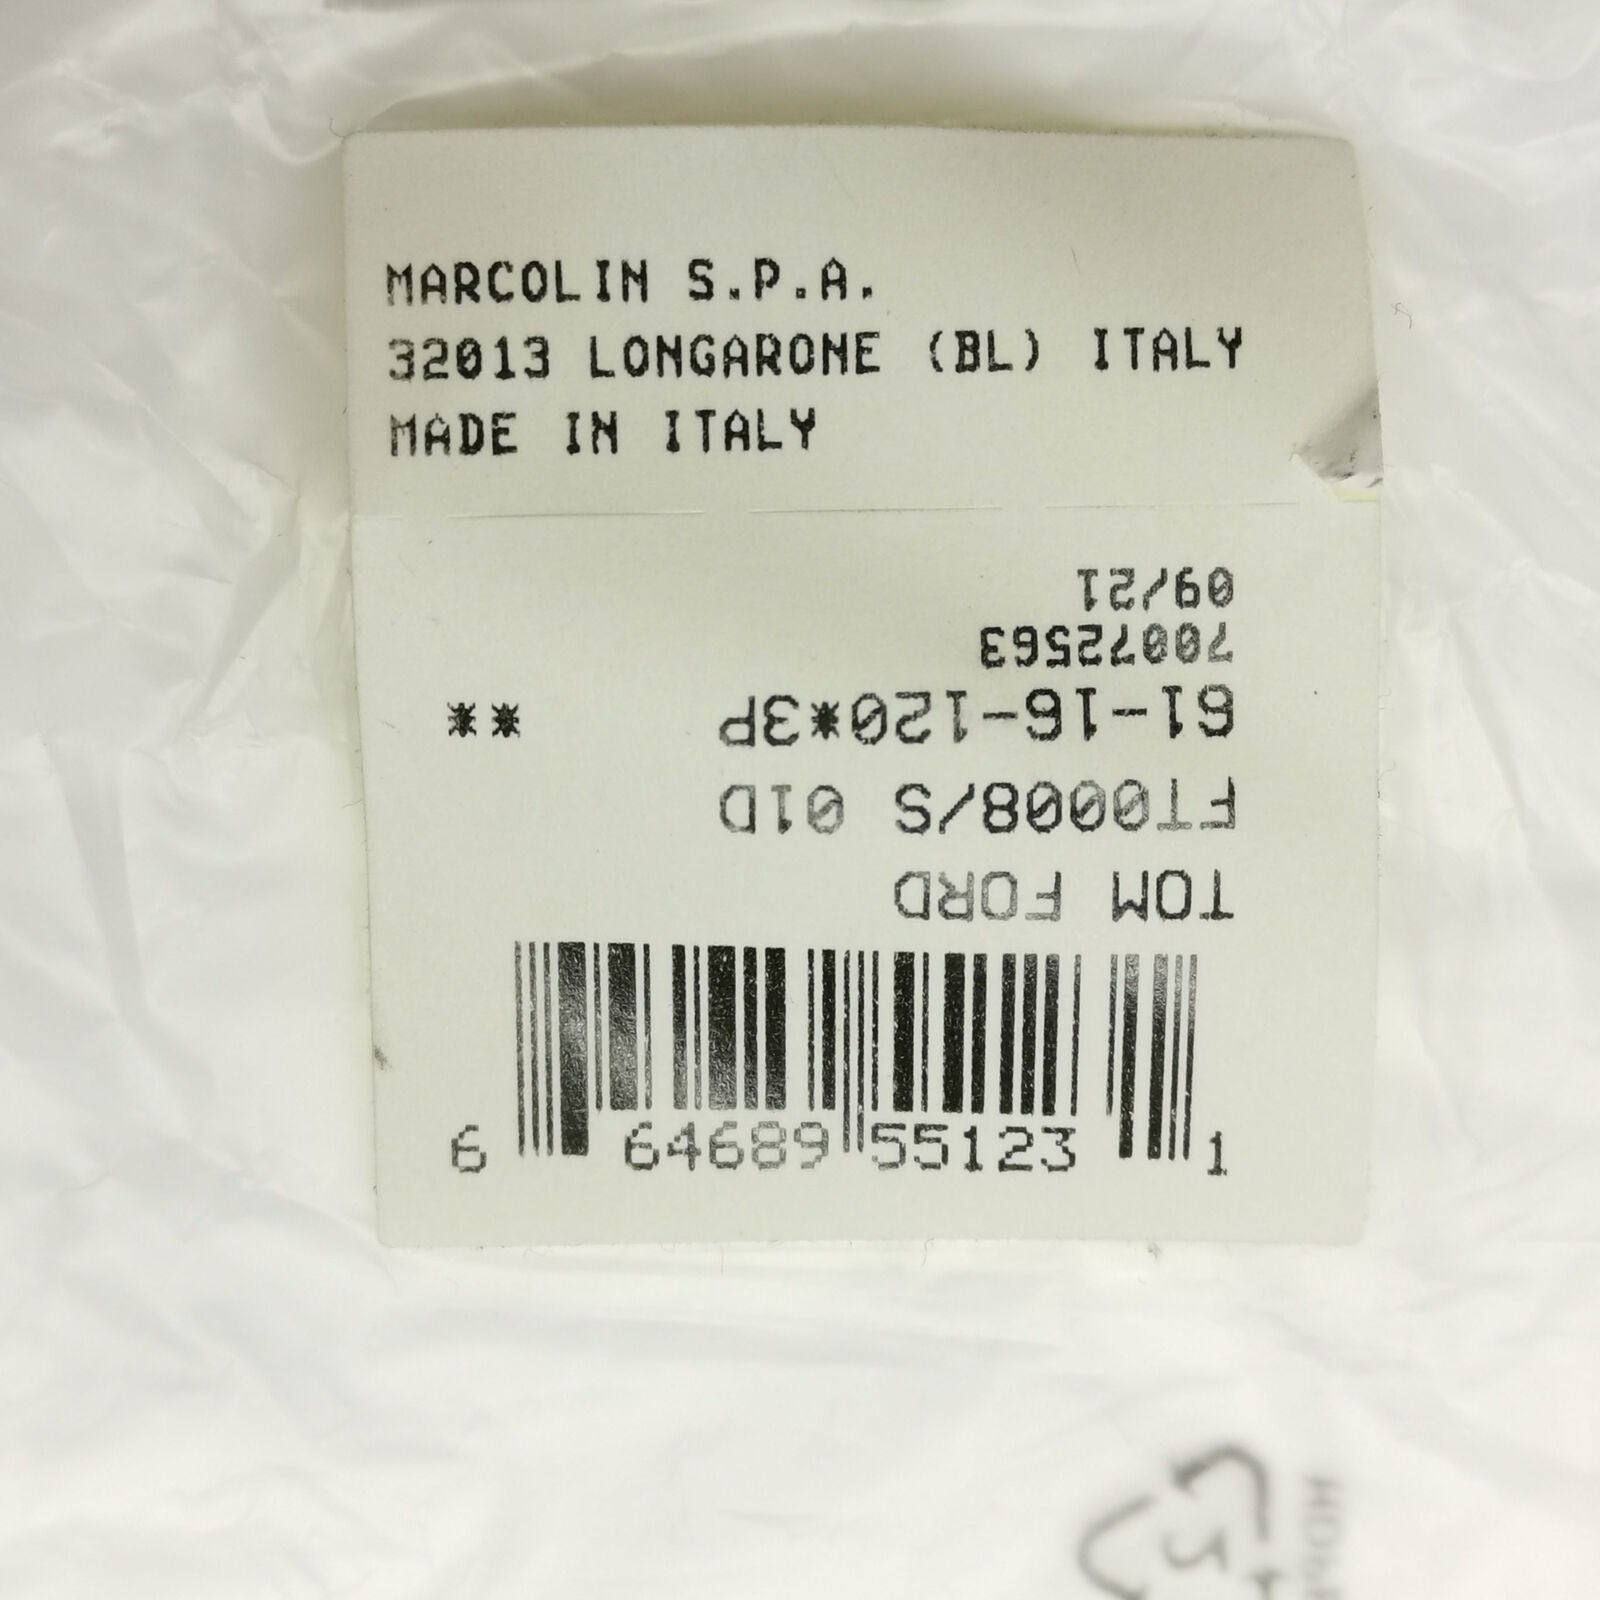 MARCOLIN S.P.A.
32013 LONGARONE (BL) ITALY
MADE IN ITALY
TOM FORD
FT0008/S 01D
61-16-120*3P **
70072563
09/21
6 64689 55123 1